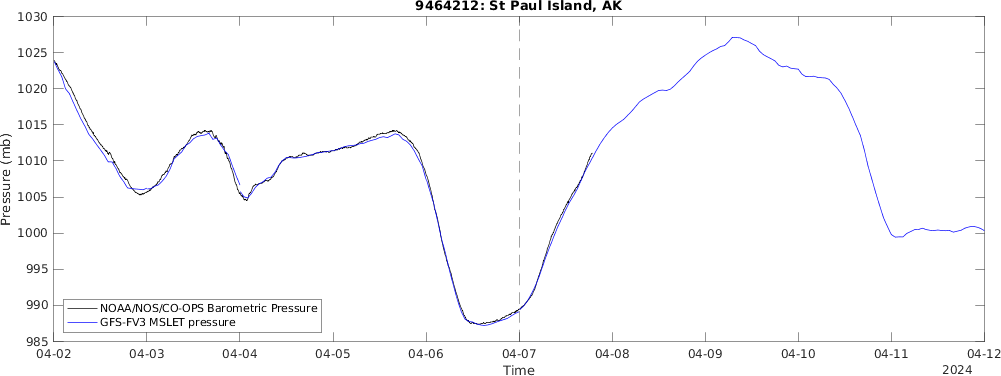 9464212: St Paul Island, AK
1030
1025
1020
1015
1010
1005
1000
995
990
985
Pressure (mb)
NOAA/NOS/CO-OPS Barometric Pressure
GFS-FV3 MSLET pressure
04-02 04-03 04-04 04-05 04-06 04-07 04-08 04-09 04-10 04-11 04-12
Time
2024